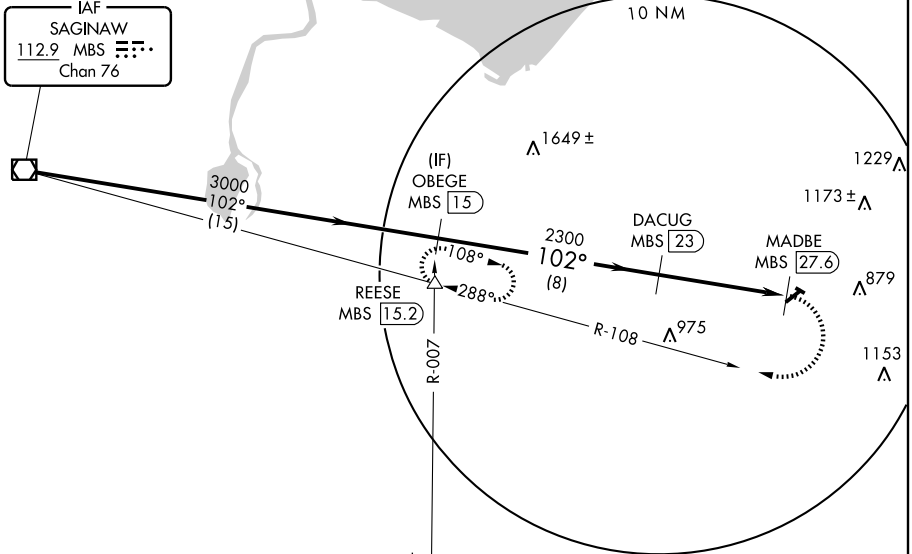 IAF
SAGINAW
112.9 MBS
Chan 76
10 NM
1649 ±
1229
1173 ±
(IF)
OBEGE
MBS 15
3000
102°
(15)
2300
102°
(8)
DACUG
MBS 23
MADBE
MBS 27.6
108°
288°
REESE
MBS 15.2
879
975
R-108
R-007
1153